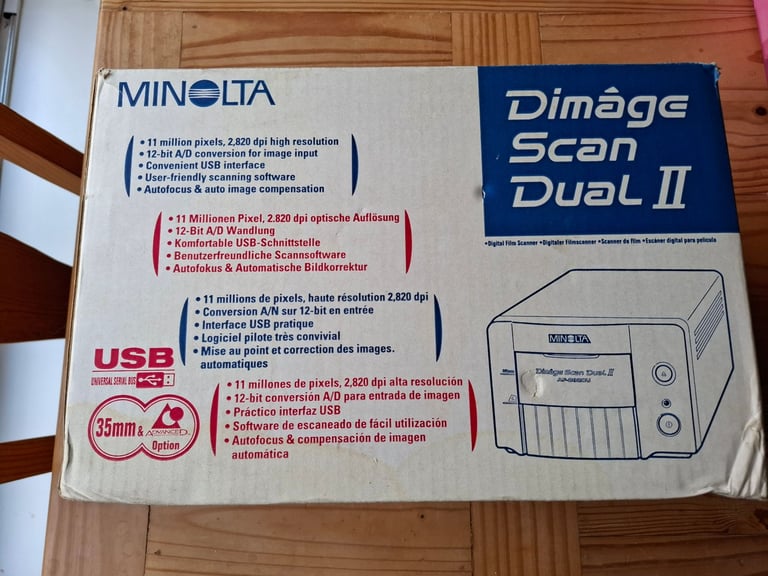 MINOLTA
Dimâge
Scan
Dual II
•Digital Film Scanner •Digitaler Filmscanner •Scanner de film •Escáner digital para película
• 11 million pixels, 2,820 dpi high resolution
• 12-bit A/D conversion for image input
• Convenient USB interface
• User-friendly scanning software
• Autofocus & auto image compensation
• 11 Millionen Pixel, 2.820 dpi optische Auflösung
• 12-Bit A/D Wandlung
• Komfortable USB-Schnittstelle
• Benutzerfreundliche Scansoftware
• Autofokus & Automatische Bildkorrektur
• 11 millions de pixels, haute résolution 2,820 dpi
• Conversion A/N sur 12-bit en entrée
• Interface USB pratique
• Logiciel pilote très convivial
• Mise au point et correction des images.
automatiques
• 11 millones de pixels, 2,820 dpi alta resolución
• 12-bit conversión A/D para entrada de imagen
• Práctico interfaz USB
• Software de escaneado de fácil utilización
• Autofocus & compensación de imagen
automática
USB
UNIVERSAL SERIAL BUS
35mm &
ADVANCED
Option
MINOLTA
Dimâge Scan Dual II
AF-2820U